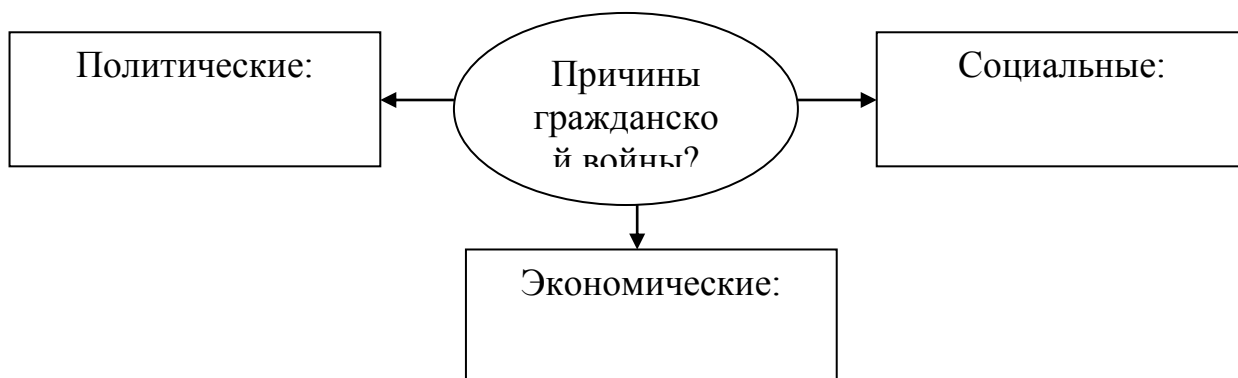 Политические:
Причины
гражданско
й войны?
Социальные:
Экономические: